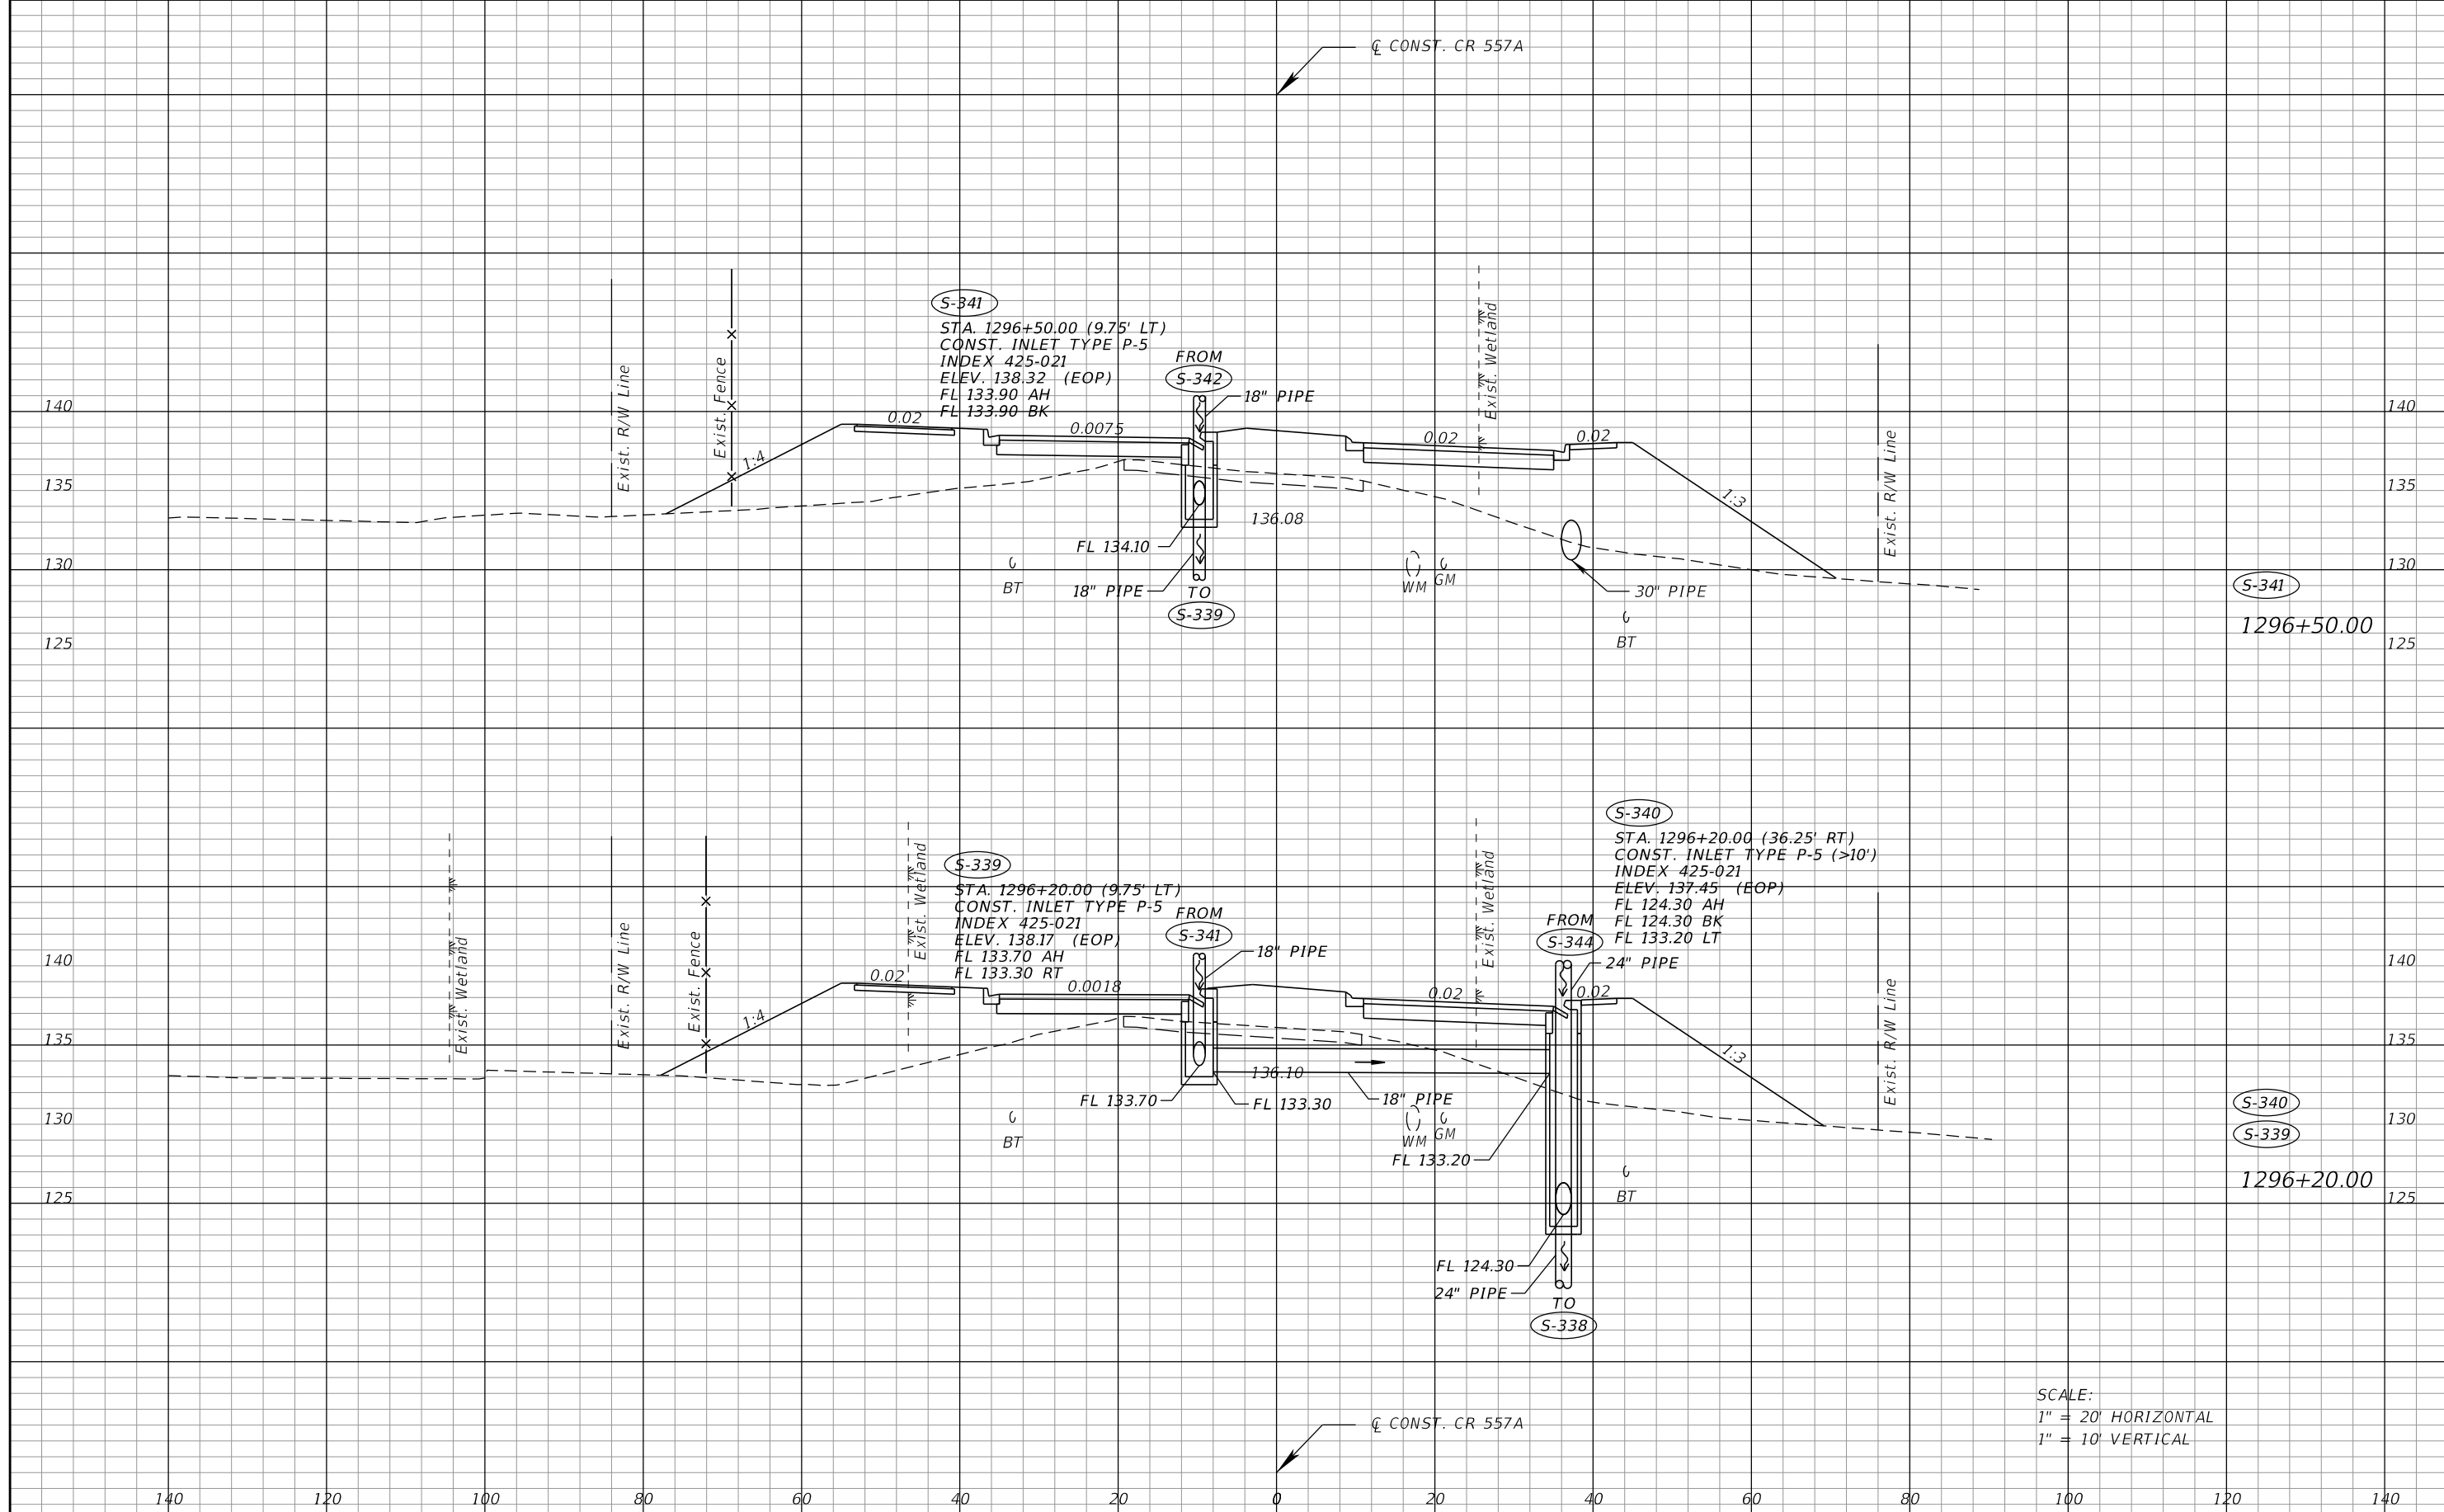 ℄ CONST. CR 557A
S-341
STA. 1296+50.00 (9.75' LT)
CONST. INLET TYPE P-5
INDEX 425-021
ELEV. 138.32 (EOP)
FL 133.90 AH
FL 133.90 BK
FROM
S-342
18" PIPE
Exist. R/W Line
Exist. Fence
Exist. Wetland
Exist. R/W Line
140
140
0.02
0.0075
0.02
0.02
1:4
1:3
135
135
136.08
FL 134.10
130
130
BT
18" PIPE
TO
S-339
WM
GM
30" PIPE
BT
S-341
1296+50.00
125
125
S-340
STA. 1296+20.00 (36.25' RT)
CONST. INLET TYPE P-5 (>10')
INDEX 425-021
ELEV. 137.45 (EOP)
FL 124.30 AH
FL 124.30 BK
FL 133.20 LT
S-339
STA. 1296+20.00 (9.75' LT)
CONST. INLET TYPE P-5
INDEX 425-021
ELEV. 138.17 (EOP)
FL 133.70 AH
FL 133.30 RT
FROM
S-341
18" PIPE
FROM
S-344
24" PIPE
Exist. Wetland
Exist. R/W Line
Exist. Fence
Exist. Wetland
Exist. Wetland
Exist. R/W Line
140
140
0.02
0.0018
0.02
0.02
1:4
1:3
135
135
136.10
FL 133.70
FL 133.30
18" PIPE
130
130
BT
WM
GM
FL 133.20
BT
S-340
S-339
1296+20.00
125
125
FL 124.30
24" PIPE
TO
S-338
℄ CONST. CR 557A
SCALE:
1" = 20' HORIZONTAL
1" = 10' VERTICAL
140 120 100 80 60 40 20 0 20 40 60 80 100 120 140